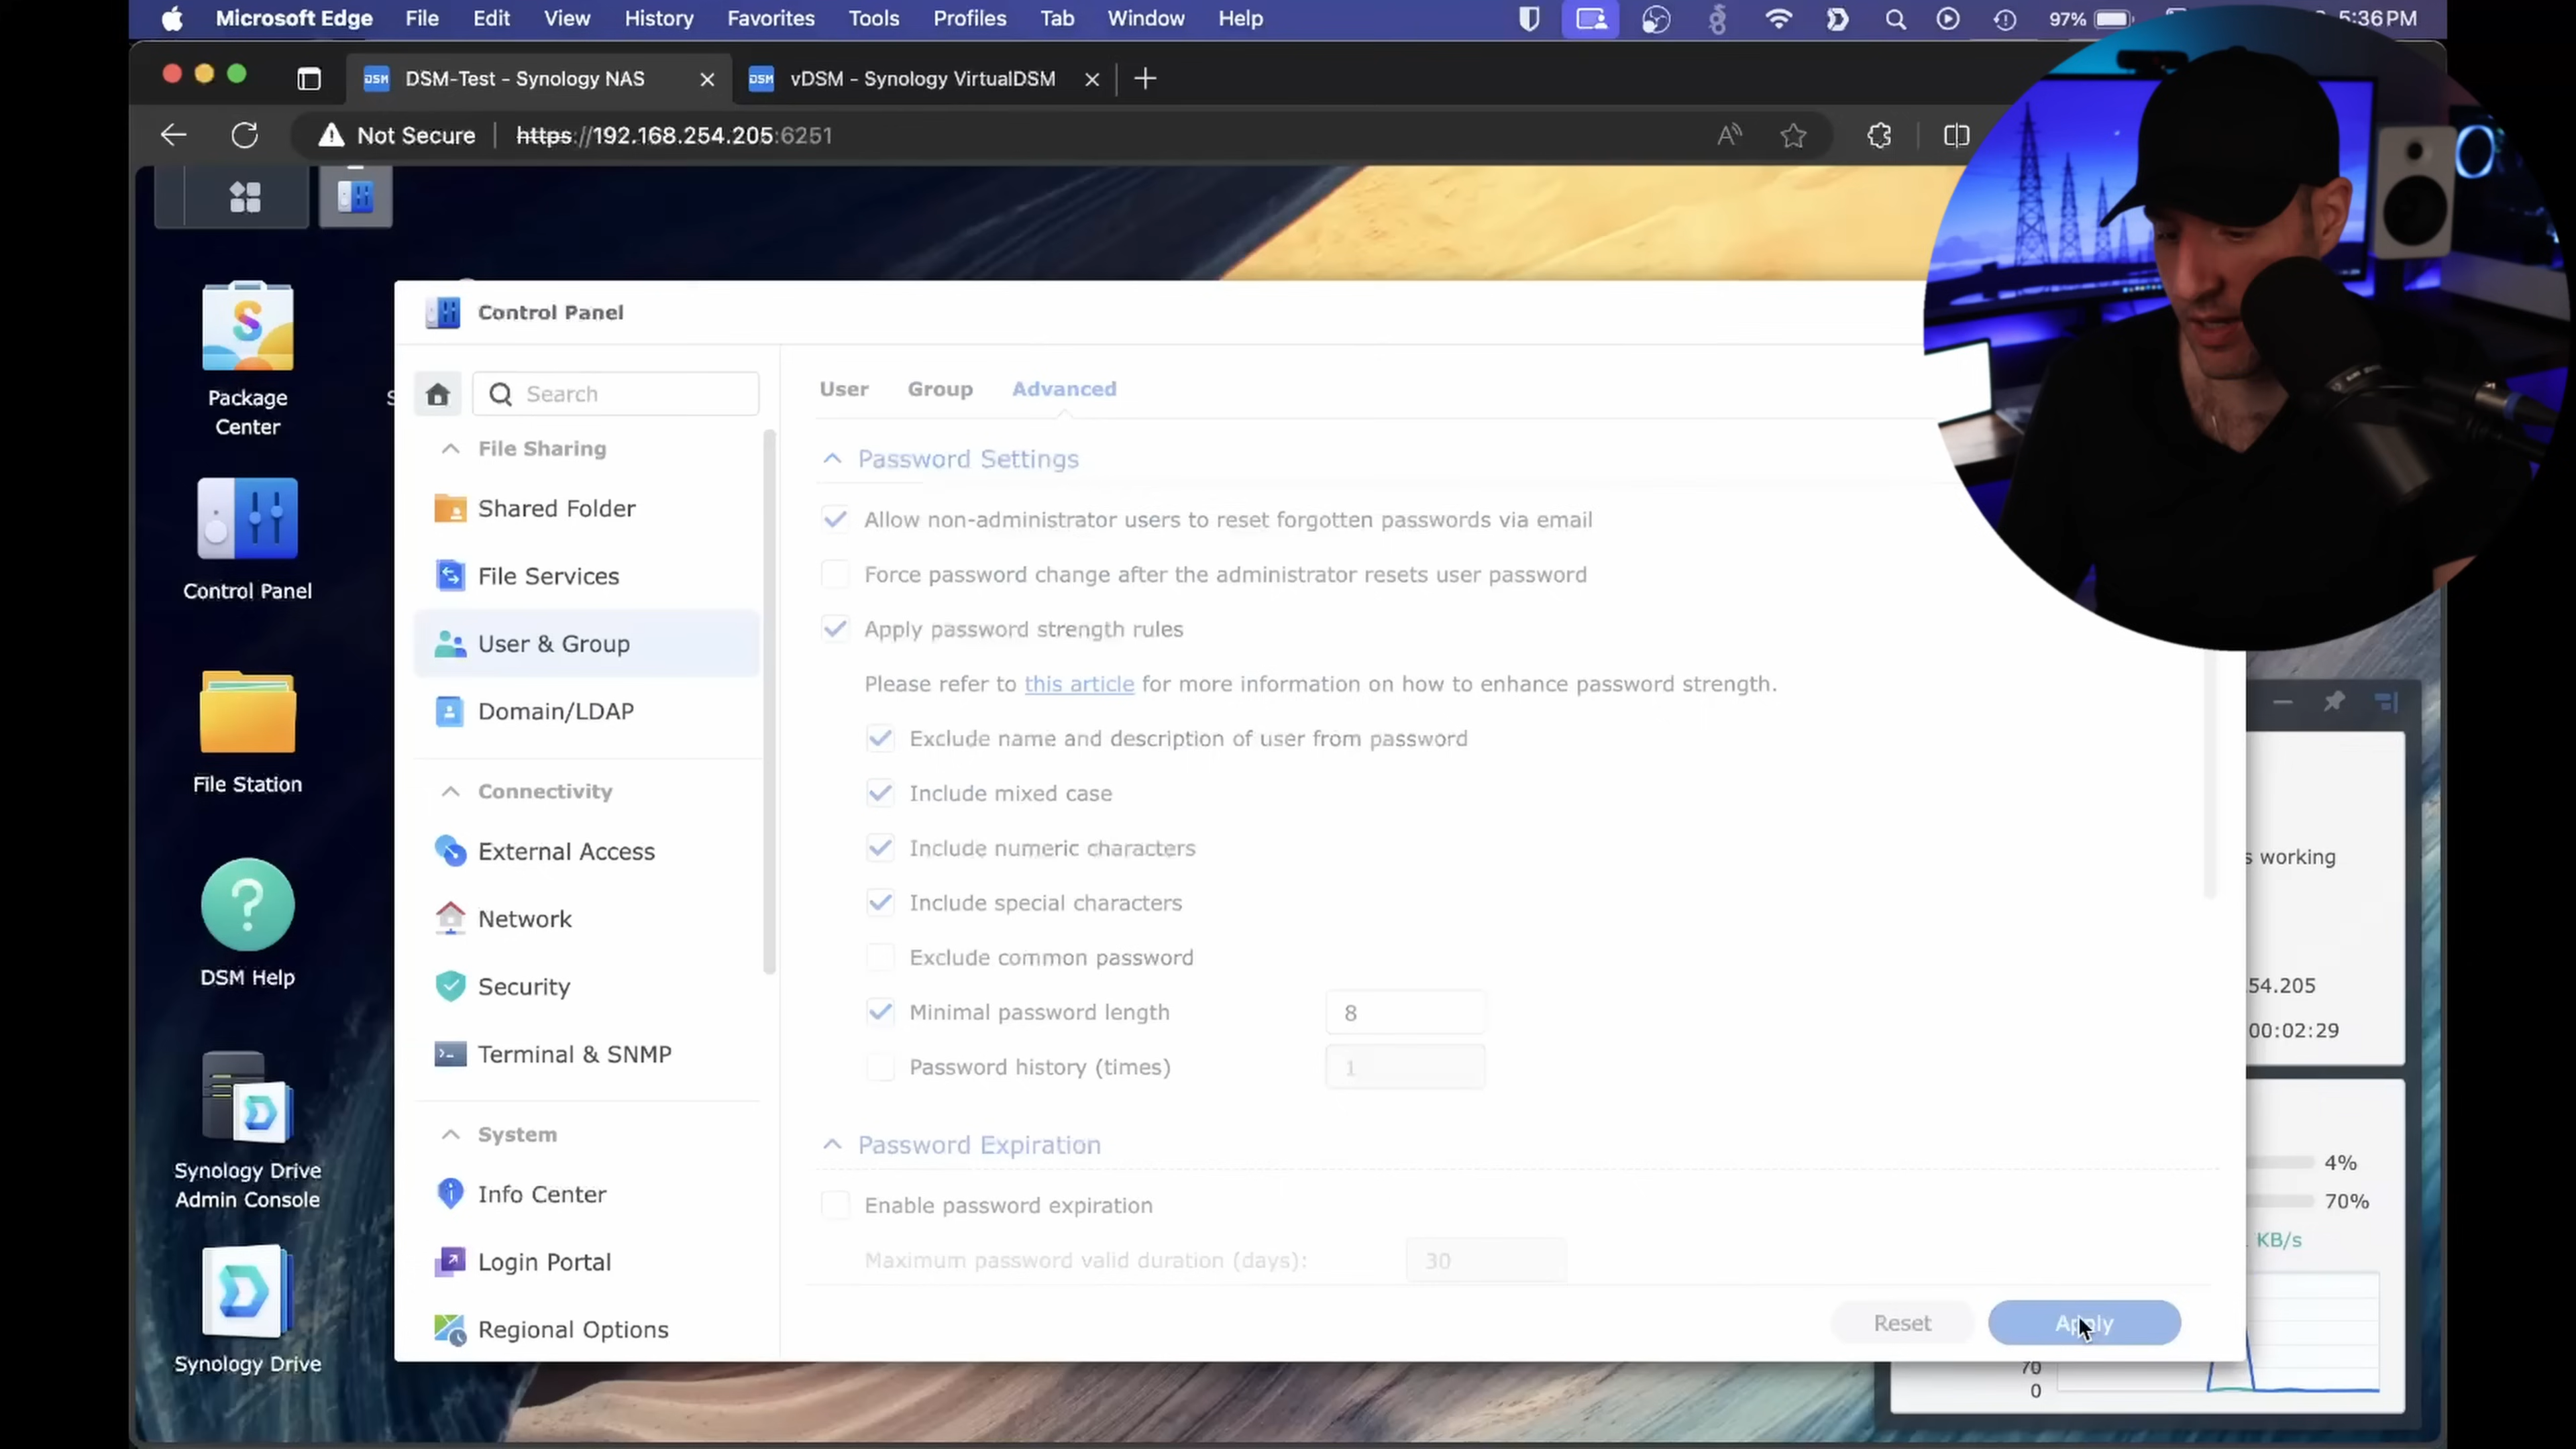 Microsoft Edge File Edit View History Favorites Tools Profiles Tab Window Help 97% 5:36 PM
DSM DSM-Test - Synology NAS DSM vDSM - Synology VirtualDSM
Not Secure https://192.168.254.205:6251
Package
Center
Control Panel
File Station
DSM Help
Synology Drive
Admin Console
Synology Drive
Control Panel
Search
File Sharing
Shared Folder
File Services
User & Group
Domain/LDAP
Connectivity
External Access
Network
Security
Terminal & SNMP
System
Info Center
Login Portal
Regional Options
User Group Advanced
Password Settings
Allow non-administrator users to reset forgotten passwords via email
Force password change after the administrator resets user password
Apply password strength rules
Please refer to this article for more information on how to enhance password strength.
Exclude name and description of user from password
Include mixed case
Include numeric characters
Include special characters
Exclude common password
Minimal password length 8
Password history (times) 1
Password Expiration
Enable password expiration
Maximum password valid duration (days): 30
Reset Apply
s working
54.205
00:02:29
4%
70%
KB/s
70
0